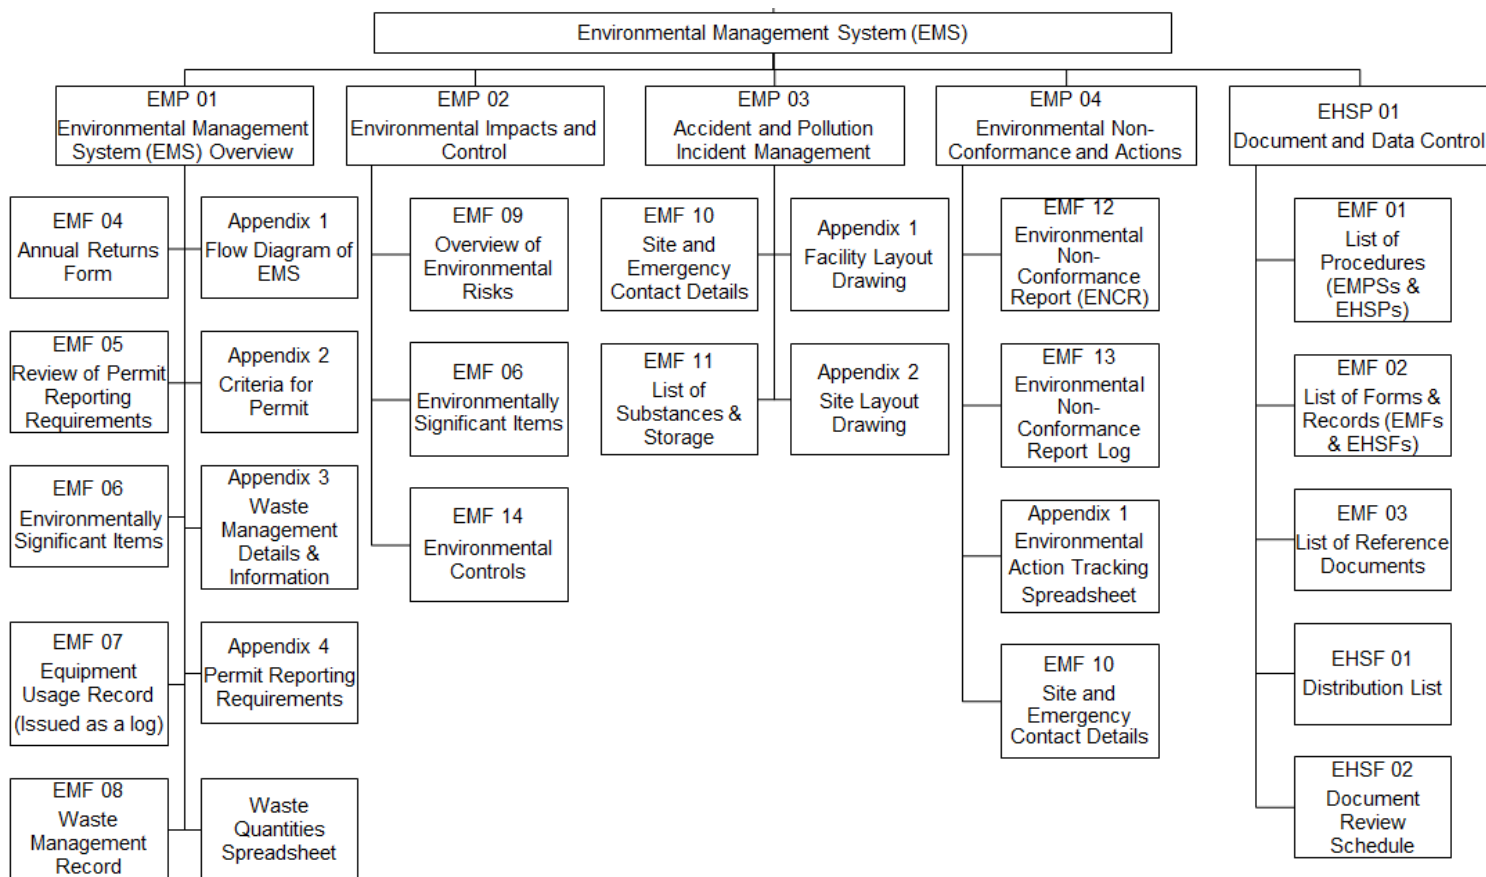 Environmental Management System (EMS)
EMP 01
Environmental Management
System (EMS) Overview
EMP 02
Environmental Impacts and
Control
EMP 03
Accident and Pollution
Incident Management
EMP 04
Environmental Non-
Conformance and Actions
EHSP 01
Document and Data Control
EMF 04
Annual Returns
Form
Appendix 1
Flow Diagram of
EMS
EMF 05
Review of Permit
Reporting
Requirements
Appendix 2
Criteria for
Permit
EMF 06
Environmentally
Significant Items
Appendix 3
Waste
Management
Details &
Information
EMF 07
Equipment
Usage Record
(Issued as a log)
Appendix 4
Permit Reporting
Requirements
EMF 08
Waste
Management
Record
Waste
Quantities
Spreadsheet
EMF 09
Overview of
Environmental
Risks
EMF 06
Environmentally
Significant Items
EMF 14
Environmental
Controls
EMF 10
Site and
Emergency
Contact Details
Appendix 1
Facility Layout
Drawing
EMF 11
List of
Substances &
Storage
Appendix 2
Site Layout
Drawing
EMF 12
Environmental
Non-
Conformance
Report (ENCR)
EMF 13
Environmental
Non-
Conformance
Report Log
Appendix 1
Environmental
Action Tracking
Spreadsheet
EMF 10
Site and
Emergency
Contact Details
EMF 01
List of
Procedures
(EMPSs &
EHSPs)
EMF 02
List of Forms &
Records (EMFs
& EHSFs)
EMF 03
List of Reference
Documents
EHSF 01
Distribution List
EHSF 02
Document
Review
Schedule